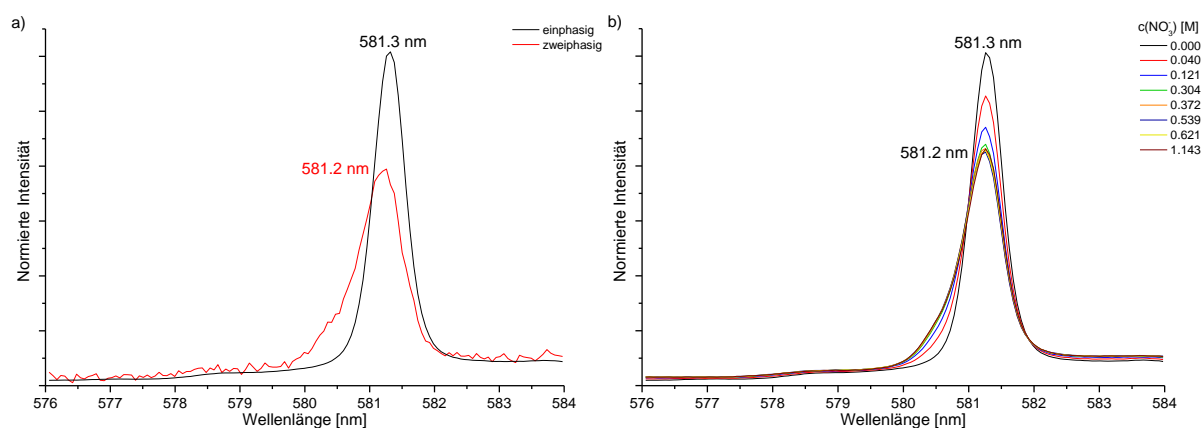 a)
einphasig
zweiphasig
581.3 nm
581.2 nm
Normierte Intensität
576 577 578 579 580 581 582 583 584
Wellenlänge [nm]
b)
c(NO₃⁻) [M]
0.000
0.040
0.121
0.304
0.372
0.539
0.621
1.143
581.3 nm
581.2 nm
Normierte Intensität
576 577 578 579 580 581 582 583 584
Wellenlänge [nm]